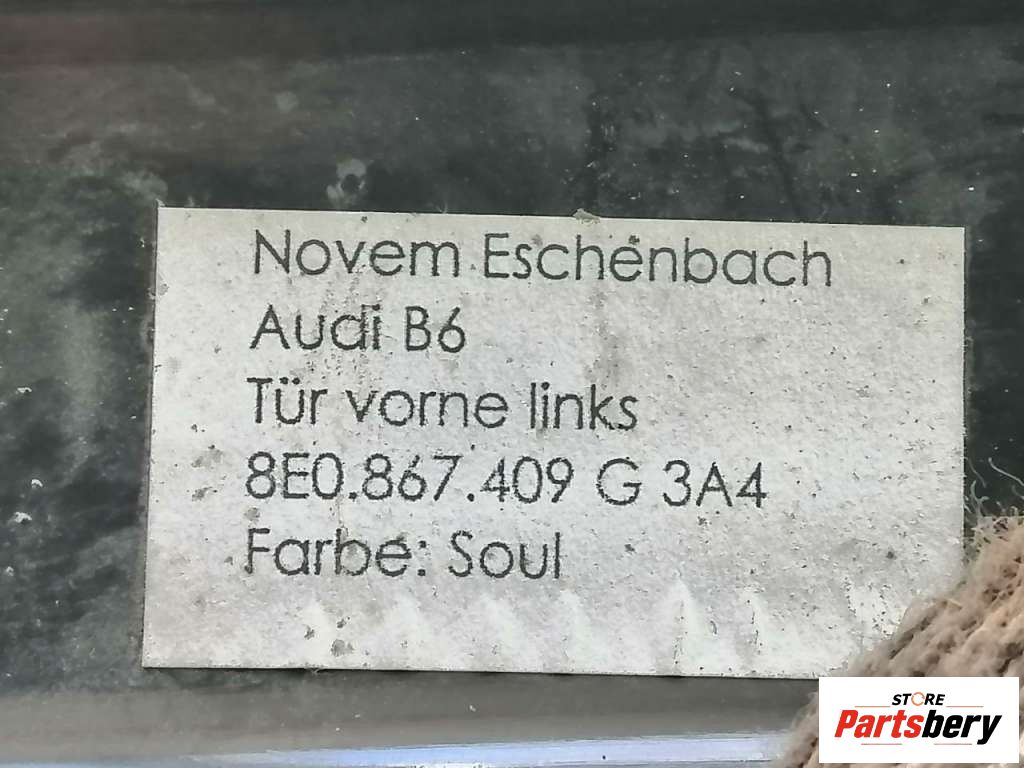 Novem Eschenbach
Audi B6
Tür vorne links
8E0.867.409 G 3A4
Farbe: Soul
STORE
Partsbery